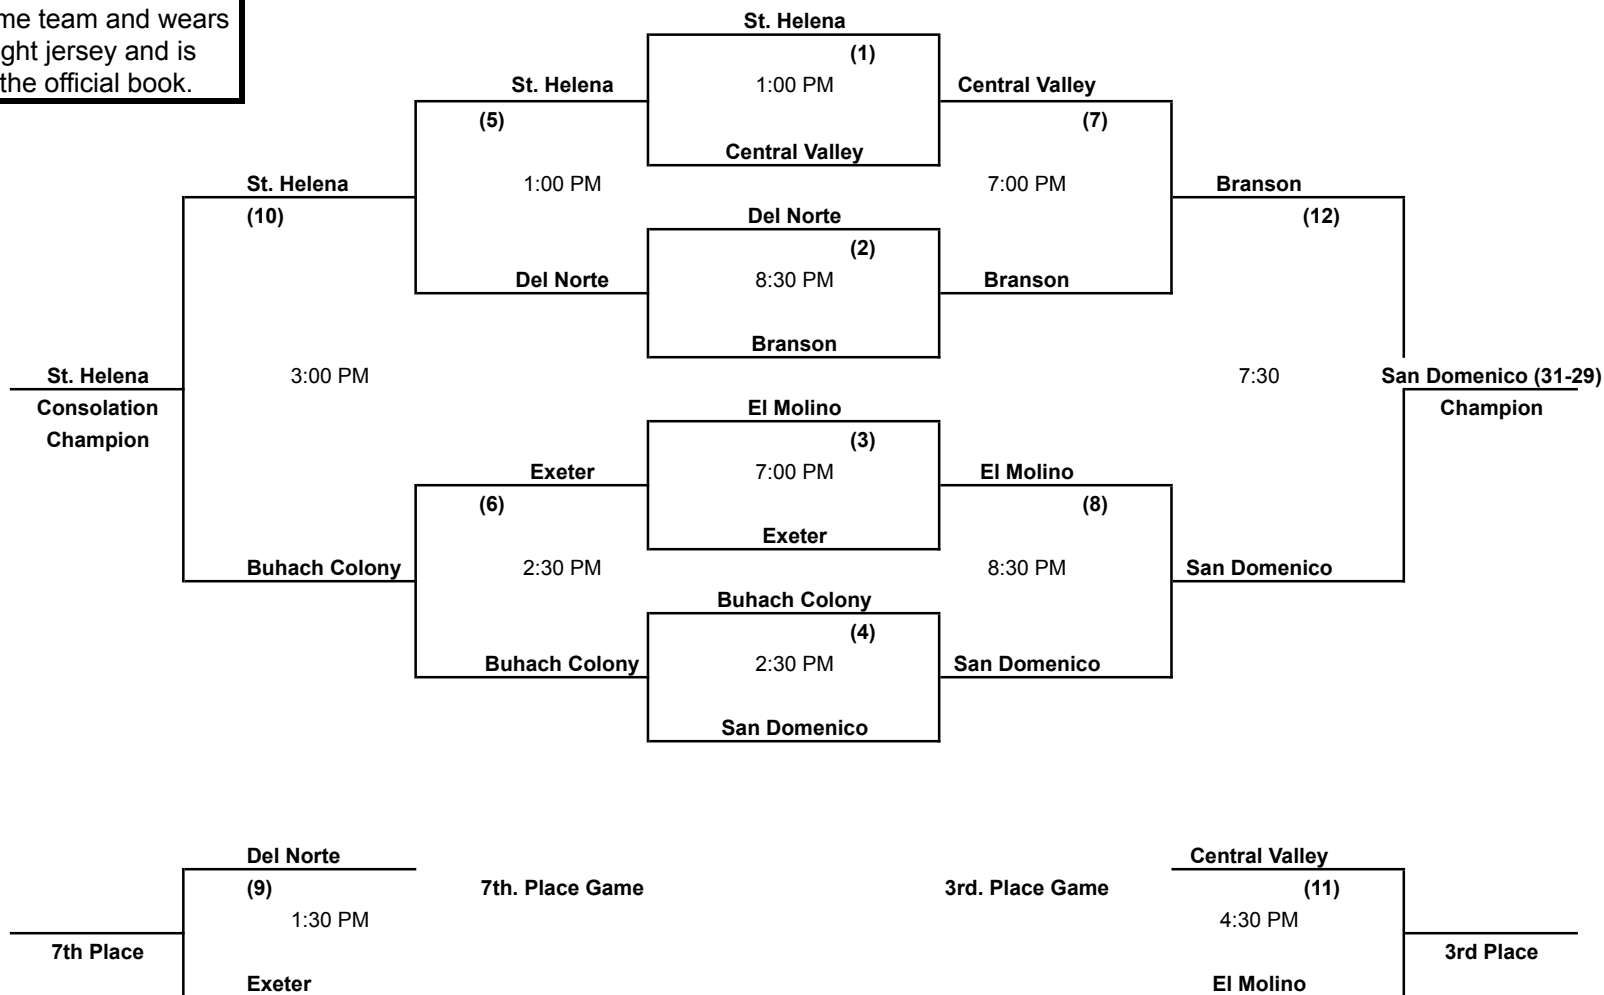 me team and wears
ght jersey and is
the official book.
St. Helena
(1)
St. Helena
1:00 PM
Central Valley
(5)
(7)
Central Valley
St. Helena
1:00 PM
7:00 PM
Branson
(10)
Del Norte
(12)
(2)
Del Norte
8:30 PM
Branson
Branson
St. Helena
3:00 PM
7:30
San Domenico (31-29)
Consolation
El Molino
Champion
Champion
(3)
Exeter
7:00 PM
El Molino
(6)
(8)
Exeter
Buhach Colony
2:30 PM
8:30 PM
San Domenico
Buhach Colony
(4)
Buhach Colony
2:30 PM
San Domenico
San Domenico
Del Norte
Central Valley
(9)
7th. Place Game
3rd. Place Game
(11)
1:30 PM
4:30 PM
7th Place
3rd Place
Exeter
El Molino